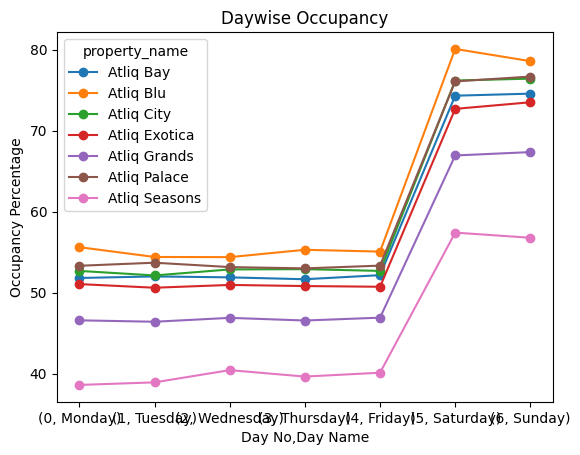 Daywise Occupancy
property_name
Atliq Bay
Atliq Blu
Atliq City
Atliq Exotica
Atliq Grands
Atliq Palace
Atliq Seasons
Occupancy Percentage
80
70
60
50
40
(0, Monday) (1, Tuesday) (2, Wednesday) (3, Thursday) (4, Friday) (5, Saturday) (6, Sunday)
Day No,Day Name